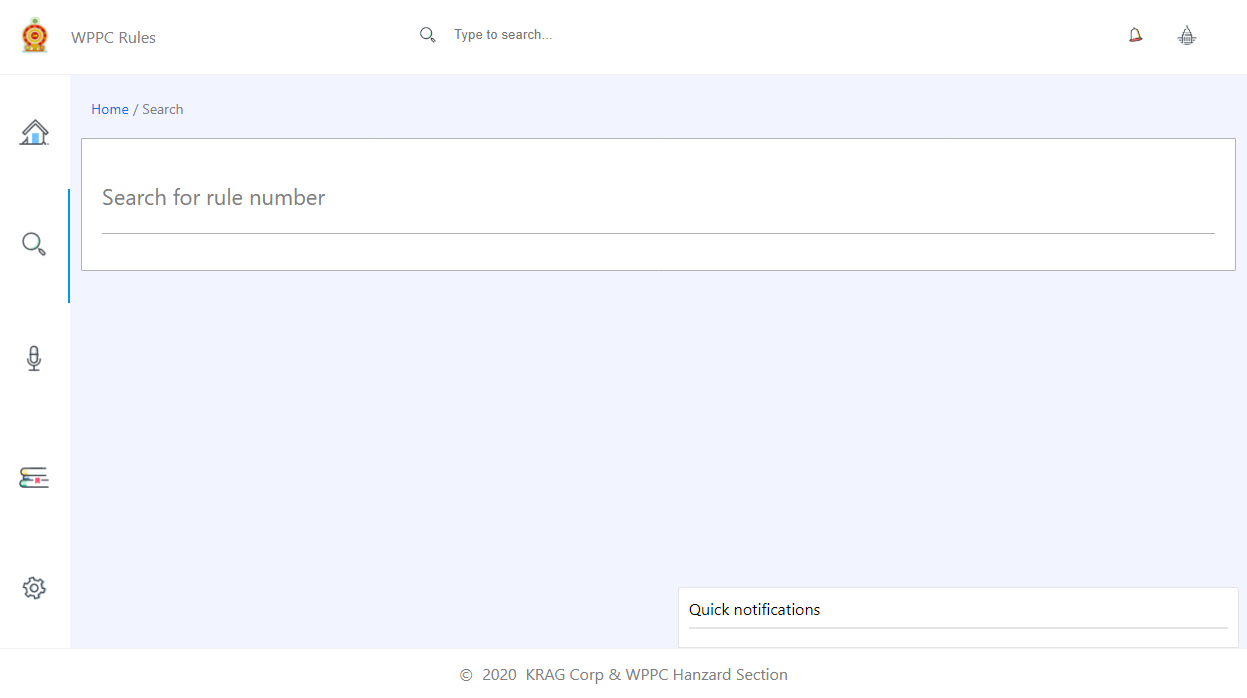 WPPC Rules
Type to search...
Home / Search
Search for rule number
Quick notifications
© 2020 KRAG Corp & WPPC Hanzard Section